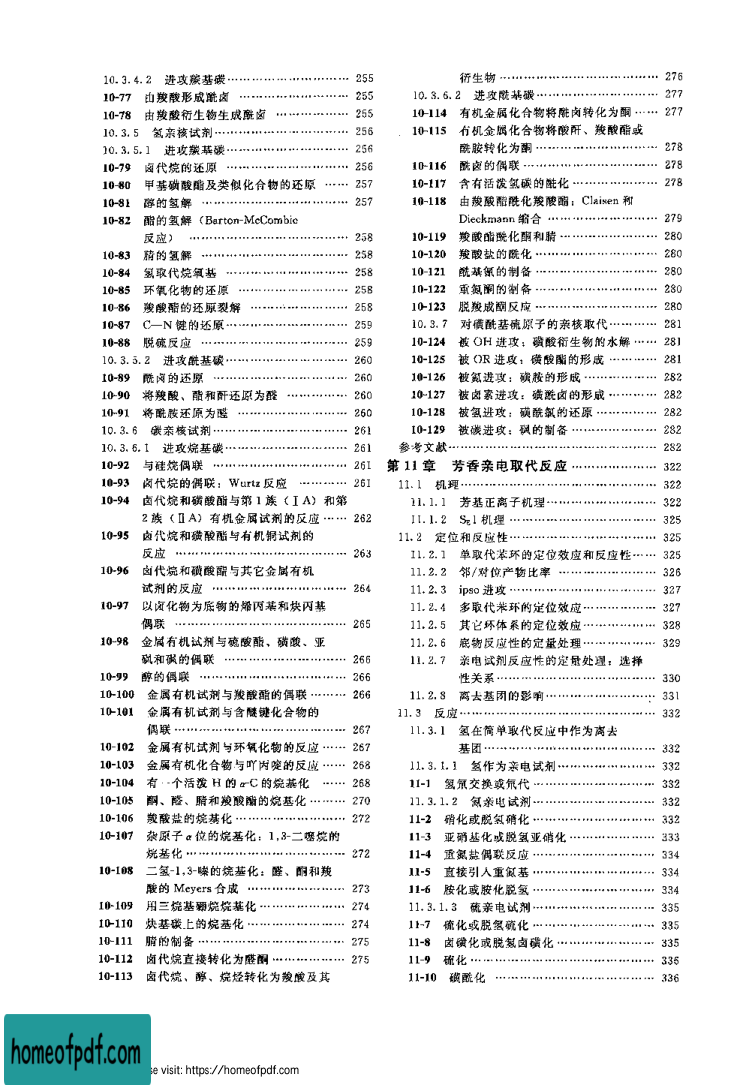 10.3.4.2 进攻羰基碳 …… 255
10-77 由羧酸形成酰卤 …… 255
10-78 由羧酸衍生物生成酰卤 …… 255
10.3.5 氢亲核试剂 …… 256
10.3.5.1 进攻羰基碳 …… 256
10-79 卤代烷的还原 …… 256
10-80 甲基磺酸酯及类似化合物的还原 …… 257
10-81 醇的氢解 …… 257
10-82 酯的氢解（Barton-McCombie
反应） …… 258
10-83 腈的氢解 …… 258
10-84 氢取代烷氧基 …… 258
10-85 环氧化物的还原 …… 258
10-86 羧酸酯的还原裂解 …… 258
10-87 C—N 键的还原 …… 259
10-88 脱硫反应 …… 259
10.3.5.2 进攻酰基碳 …… 260
10-89 酰卤的还原 …… 260
10-90 将羧酸、酯和酐还原为醛 …… 260
10-91 将酰胺还原为醛 …… 260
10.3.6 碳亲核试剂 …… 261
10.3.6.1 进攻烷基碳 …… 261
10-92 与硅烷偶联 …… 261
10-93 卤代烷的偶联：Wurtz 反应 …… 261
10-94 卤代烷和磺酸酯与第 1 族（ⅠA）和第
2 族（ⅡA）有机金属试剂的反应 …… 262
10-95 卤代烷和磺酸酯与有机铜试剂的
反应 …… 263
10-96 卤代烷和磺酸酯与其它金属有机
试剂的反应 …… 264
10-97 以卤化物为底物的烯丙基和炔丙基
偶联 …… 265
10-98 金属有机试剂与硫酸酯、磺酸、亚
砜和砜的偶联 …… 266
10-99 醇的偶联 …… 266
10-100 金属有机试剂与羧酸酯的偶联 …… 266
10-101 金属有机试剂与含醚键化合物的
偶联 …… 267
10-102 金属有机试剂与环氧化物的反应 …… 267
10-103 金属有机化合物与吖丙啶的反应 …… 268
10-104 有一个活泼 H 的 α-C 的烷基化 …… 268
10-105 酮、醛、腈和羧酸酯的烷基化 …… 270
10-106 羧酸盐的烷基化 …… 272
10-107 杂原子 α 位的烷基化：1,3-二噻烷的
烷基化 …… 272
10-108 二氢-1,3-嗪的烷基化：醛、酮和羧
酸的 Meyers 合成 …… 273
10-109 用三烷基硼烷烷基化 …… 274
10-110 炔基碳上的烷基化 …… 274
10-111 腈的制备 …… 275
10-112 卤代烷直接转化为醛酮 …… 275
10-113 卤代烷、醇、烷烃转化为羧酸及其
衍生物 …… 276
10.3.6.2 进攻酰基碳 …… 277
10-114 有机金属化合物将酰卤转化为酮 …… 277
10-115 有机金属化合物将酸酐、羧酸酯或
酰胺转化为酮 …… 278
10-116 酰卤的偶联 …… 278
10-117 含有活泼氢碳的酰化 …… 278
10-118 由羧酸酯酰化羧酸酯：Claisen 和
Dieckmann 缩合 …… 279
10-119 羧酸酯酰化酮和腈 …… 280
10-120 羧酸盐的酰化 …… 280
10-121 酰基氰的制备 …… 280
10-122 重氮酮的制备 …… 280
10-123 脱羧成酮反应 …… 280
10.3.7 对磺酰基硫原子的亲核取代 …… 281
10-124 被 OH 进攻：磺酸衍生物的水解 …… 281
10-125 被 OR 进攻：磺酸酯的形成 …… 281
10-126 被氮进攻：磺胺的形成 …… 282
10-127 被卤素进攻：磺酰卤的形成 …… 282
10-128 被氢进攻：磺酰氯的还原 …… 282
10-129 被碳进攻：砜的制备 …… 282
参考文献 …… 282
第 11 章 芳香亲电取代反应 …… 322
11.1 机理 …… 322
11.1.1 芳基正离子机理 …… 322
11.1.2 SE1 机理 …… 325
11.2 定位和反应性 …… 325
11.2.1 单取代苯环的定位效应和反应性 …… 325
11.2.2 邻/对位产物比率 …… 326
11.2.3 ipso 进攻 …… 327
11.2.4 多取代苯环的定位效应 …… 327
11.2.5 其它环体系的定位效应 …… 328
11.2.6 底物反应性的定量处理 …… 329
11.2.7 亲电试剂反应性的定量处理：选择
性关系 …… 330
11.2.8 离去基团的影响 …… 331
11.3 反应 …… 332
11.3.1 氢在简单取代反应中作为离去
基团 …… 332
11.3.1.1 氢作为亲电试剂 …… 332
11-1 氢氘交换或氘代 …… 332
11.3.1.2 氮亲电试剂 …… 332
11-2 硝化或脱氢硝化 …… 332
11-3 亚硝基化或脱氢亚硝化 …… 333
11-4 重氮盐偶联反应 …… 334
11-5 直接引入重氮基 …… 334
11-6 胺化或胺化脱氢 …… 334
11.3.1.3 硫亲电试剂 …… 335
11-7 磺化或脱氢磺化 …… 335
11-8 卤磺化或脱氢卤磺化 …… 335
11-9 磺化 …… 336
11-10 磺酰化 …… 336
homeofpdf.com
se visit: https://homeofpdf.com